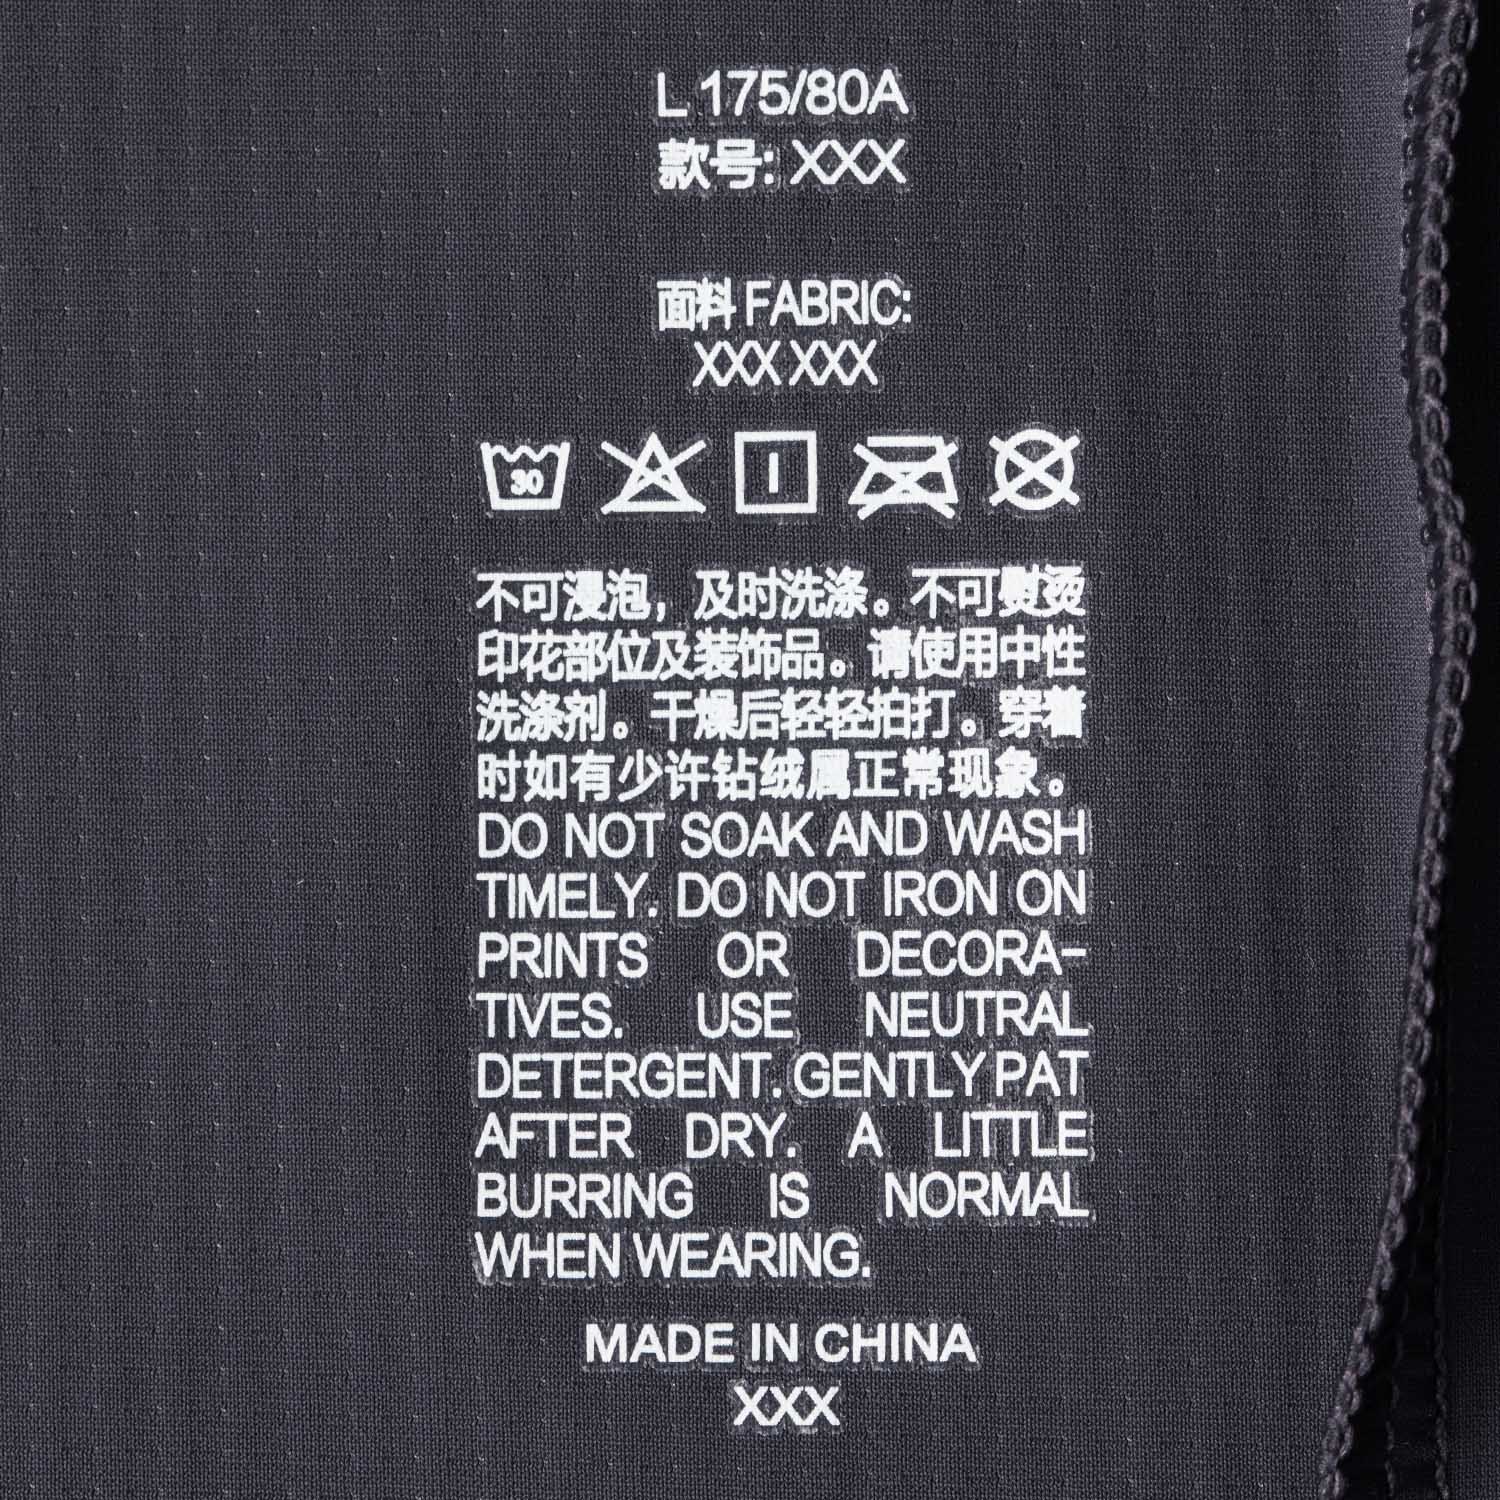 L 175/80A
款号: XXX
面料 FABRIC:
XXX XXX
30
不可浸泡，及时洗涤。不可熨烫
印花部位及装饰品。请使用中性
洗涤剂。干燥后轻轻拍打。穿着
时如有少许钻绒属正常现象。
DO NOT SOAK AND WASH
TIMELY. DO NOT IRON ON
PRINTS OR DECORA-
TIVES. USE NEUTRAL
DETERGENT. GENTLY PAT
AFTER DRY. A LITTLE
BURRING IS NORMAL
WHEN WEARING.
MADE IN CHINA
XXX